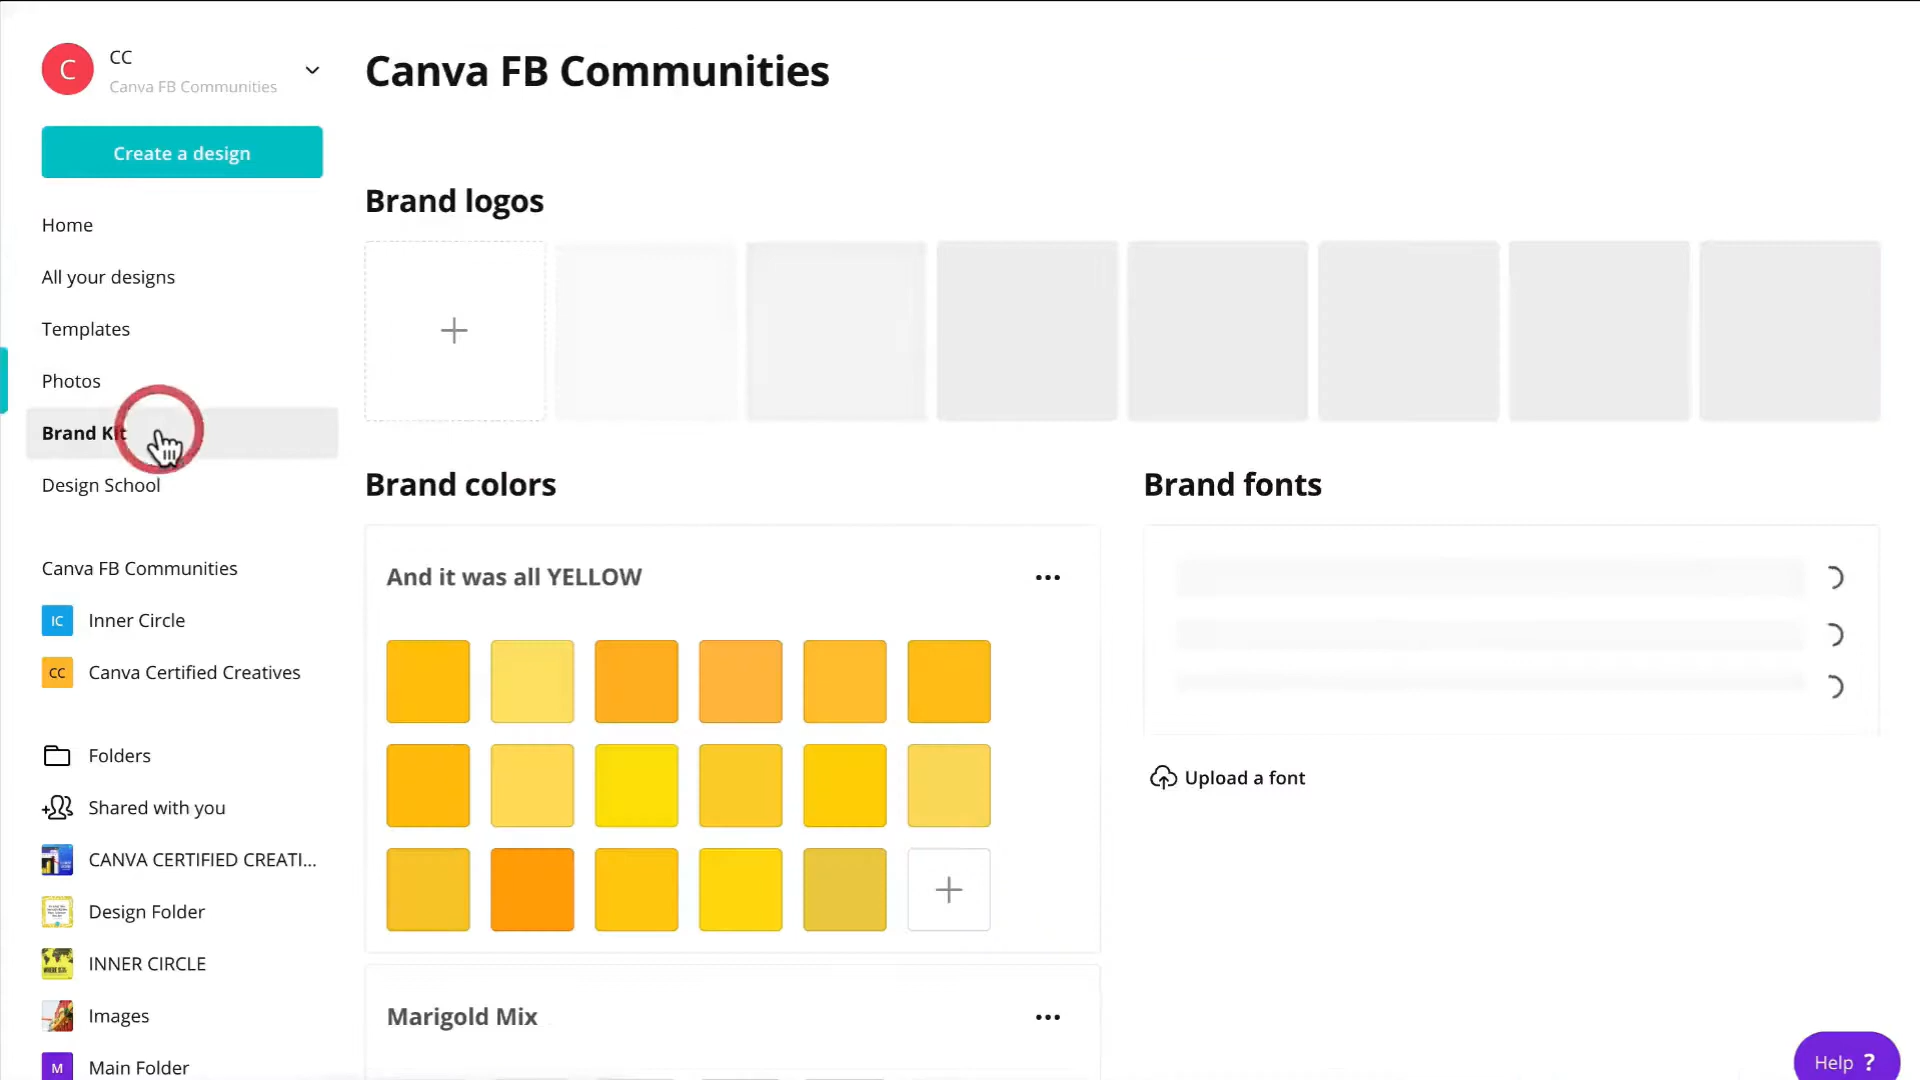 C
CC
Canva FB Communities
Create a design
Home
All your designs
Templates
Photos
Brand Kit
Design School
Canva FB Communities
IC Inner Circle
CC Canva Certified Creatives
Folders
Shared with you
CANVA CERTIFIED CREATI...
Design Folder
INNER CIRCLE
Images
M Main Folder
Canva FB Communities
Brand logos
Brand colors
And it was all YELLOW
Marigold Mix
Brand fonts
Upload a font
Help ?